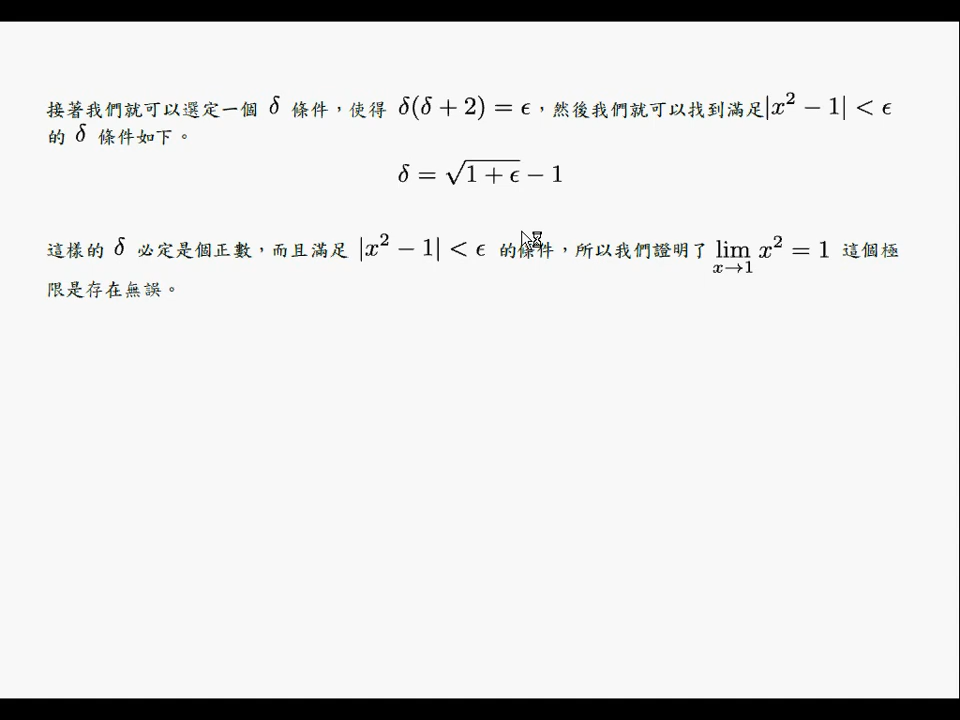 接著我們就可以選定一個 δ 條件，使得 δ(δ + 2) = ϵ，然後我們就可以找到滿足|x² − 1| < ϵ
的 δ 條件如下。
δ = √(1 + ϵ) − 1
這樣的 δ 必定是個正數，而且滿足 |x² − 1| < ϵ 的條件，所以我們證明了 lim x→1 x² = 1 這個極
限是存在無誤。